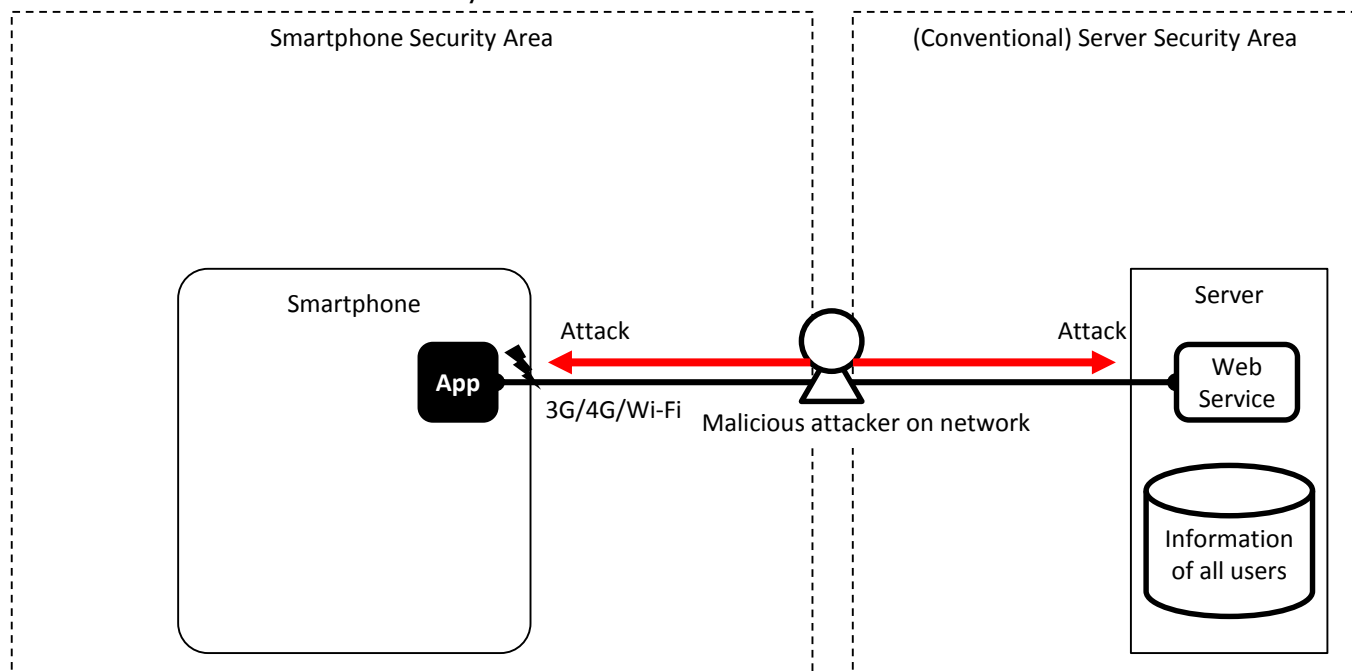 Smartphone Security Area
(Conventional) Server Security Area
Smartphone
Server
Attack
Attack
App
Web
Service
3G/4G/Wi-Fi
Malicious attacker on network
Information
of all users